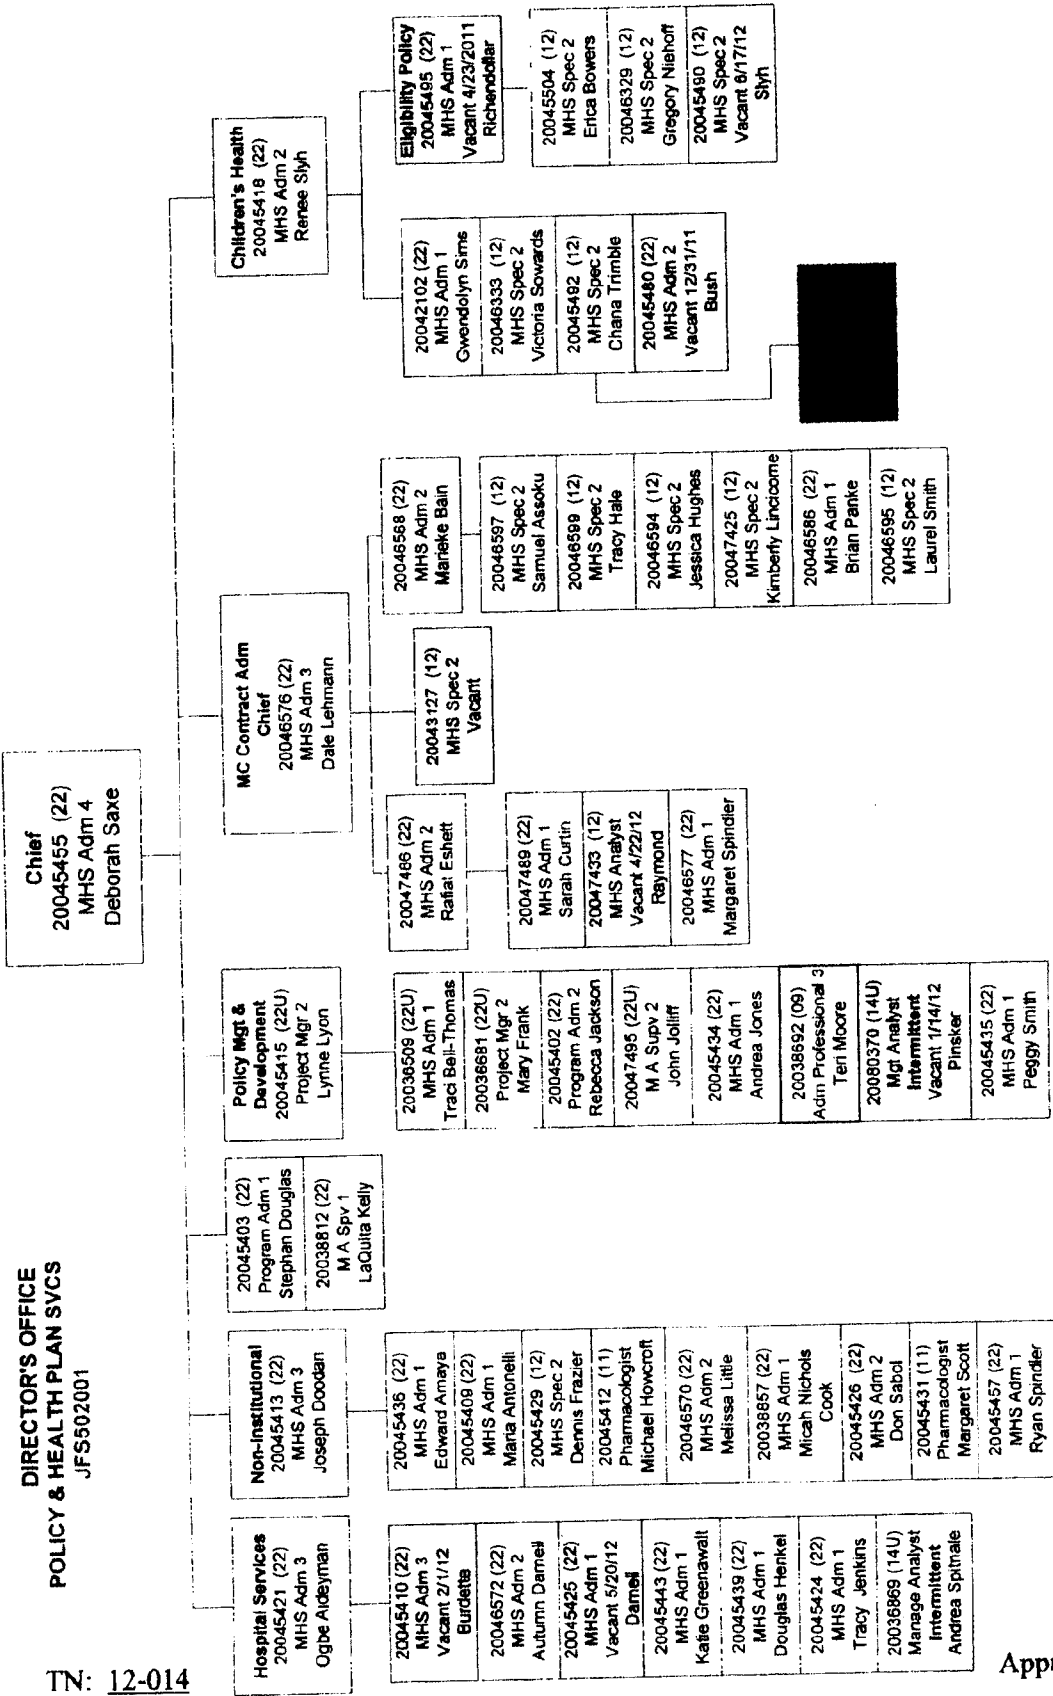 DIRECTOR'S OFFICE
POLICY & HEALTH PLAN SVCS
JFS502001
Chief
20045455 (22)
MHS Adm 4
Deborah Saxe
Hospital Services
20045421 (22)
MHS Adm 3
Ogbe Aideyman
20045410 (22)
MHS Adm 3
Vacant 2/1/12
Burdette
20046572 (22)
MHS Adm 2
Autumn Darnell
20045425 (22)
MHS Adm 1
Vacant 5/20/12
Darnell
20045443 (22)
MHS Adm 1
Katie Greenawalt
20045439 (22)
MHS Adm 1
Douglas Henkel
20045424 (22)
MHS Adm 1
Tracy Jenkins
20036869 (14U)
Manage Analyst
Intermittent
Andrea Spitnale
Non-Institutional
20045413 (22)
MHS Adm 3
Joseph Doodan
20045436 (22)
MHS Adm 1
Edward Amaya
20045409 (22)
MHS Adm 1
Maria Antonelli
20045429 (12)
MHS Spec 2
Dennis Frazier
20045412 (11)
Pharmacologist
Michael Howcroft
20046570 (22)
MHS Adm 2
Melissa Little
20038857 (22)
MHS Adm 1
Micah Nichols
Cook
20045426 (22)
MHS Adm 2
Don Sabol
20045431 (11)
Pharmacologist
Margaret Scott
20045457 (22)
MHS Adm 1
Ryan Spindler
20045403 (22)
Program Adm 1
Stephan Douglas
20038812 (22)
M A Spv 1
LaQuita Kelly
Policy Mgt &
Development
20045415 (22U)
Project Mgr 2
Lynne Lyon
20036509 (22U)
MHS Adm 1
Traci Bell-Thomas
20036681 (22U)
Project Mgr 2
Mary Frank
20045402 (22)
Program Adm 2
Rebecca Jackson
20047495 (22U)
M A Supv 2
John Jolliff
20045434 (22)
MHS Adm 1
Andrea Jones
20038692 (09)
Adm Professional 3
Teri Moore
20080370 (14U)
Mgt Analyst
Intermittent
Vacant 1/14/12
Pinsker
20045435 (22)
MHS Adm 1
Peggy Smith
MC Contract Adm
Chief
20046576 (22)
MHS Adm 3
Dale Lehmann
20047486 (22)
MHS Adm 2
Rafiat Eshett
20047489 (22)
MHS Adm 1
Sarah Curtin
20047433 (12)
MHS Analyst
Vacant 4/22/12
Raymond
20046577 (22)
MHS Adm 1
Margaret Spindler
20043127 (12)
MHS Spec 2
Vacant
20046568 (22)
MHS Adm 2
Marieke Bain
20046597 (12)
MHS Spec 2
Samuel Assoku
20046599 (12)
MHS Spec 2
Tracy Hale
20046594 (12)
MHS Spec 2
Jessica Hughes
20047425 (12)
MHS Spec 2
Kimberly Lincicome
20046586 (22)
MHS Adm 1
Brian Panke
20046595 (12)
MHS Spec 2
Laurel Smith
Children's Health
20045418 (22)
MHS Adm 2
Renee Slyh
20042102 (22)
MHS Adm 1
Gwendolyn Sims
20046333 (12)
MHS Spec 2
Victoria Sowards
20045492 (12)
MHS Spec 2
Chana Trimble
20045480 (22)
MHS Adm 2
Vacant 12/31/11
Bush
Eligibility Policy
20045495 (22)
MHS Adm 1
Vacant 4/23/2011
Richendollar
20045504 (12)
MHS Spec 2
Erica Bowers
20046329 (12)
MHS Spec 2
Gregory Niehoff
20045490 (12)
MHS Spec 2
Vacant 6/17/12
Slyh
TN: 12-014